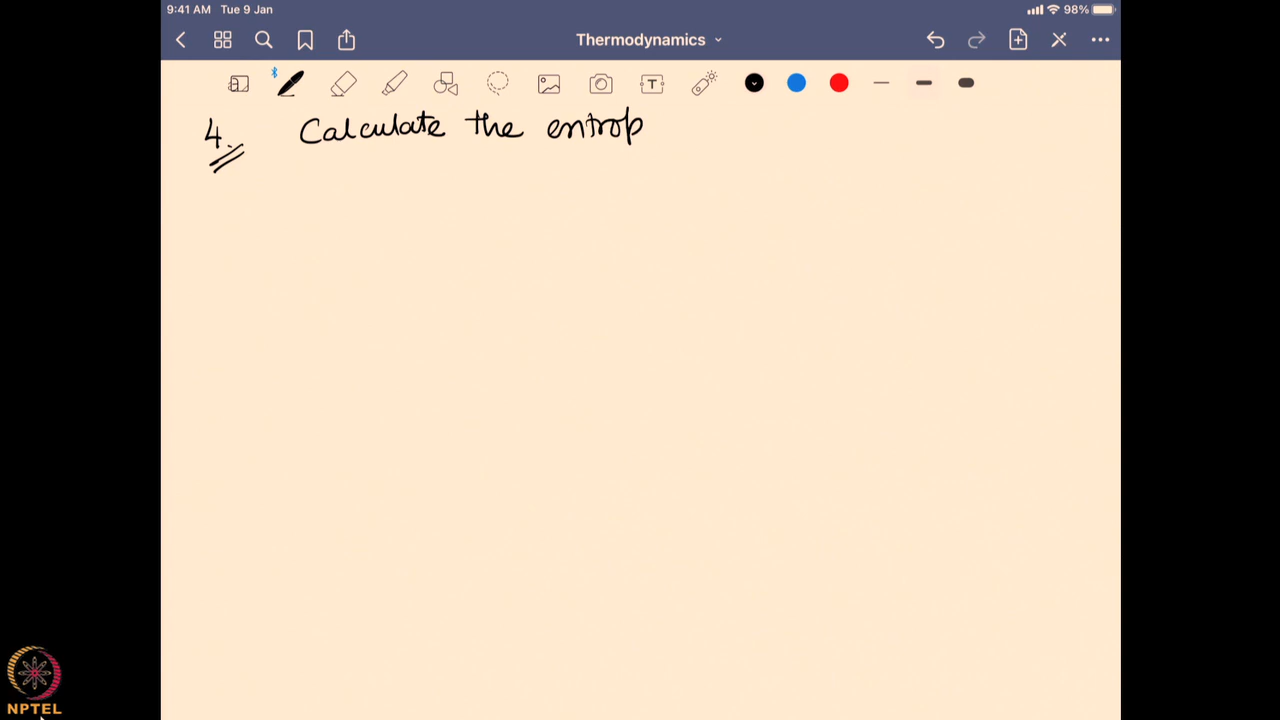 9:41 AM Tue 9 Jan 98%
Thermodynamics
4. Calculate the entrop
NPTEL